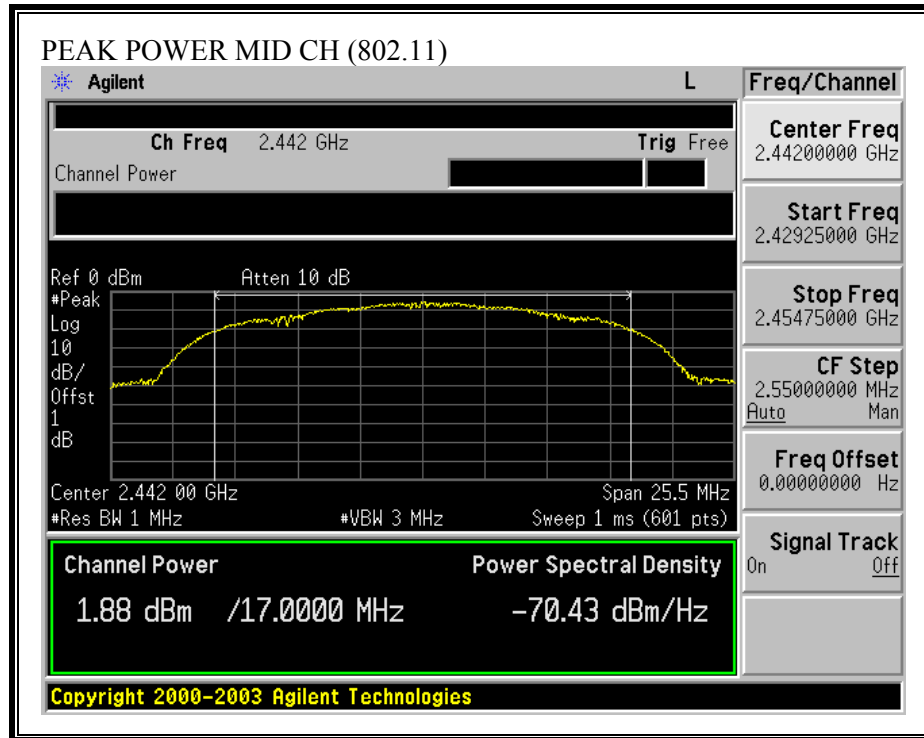 PEAK POWER MID CH (802.11)
Agilent L
Ch Freq 2.442 GHz Trig Free
Channel Power
Ref 0 dBm Atten 10 dB
#Peak
Log
10
dB/
Offst
1
dB
Center 2.442 00 GHz Span 25.5 MHz
#Res BW 1 MHz #VBW 3 MHz Sweep 1 ms (601 pts)
Channel Power Power Spectral Density
1.88 dBm /17.0000 MHz -70.43 dBm/Hz
Copyright 2000-2003 Agilent Technologies
Freq/Channel
Center Freq
2.44200000 GHz
Start Freq
2.42925000 GHz
Stop Freq
2.45475000 GHz
CF Step
2.55000000 MHz
Auto Man
Freq Offset
0.00000000 Hz
Signal Track
On Off